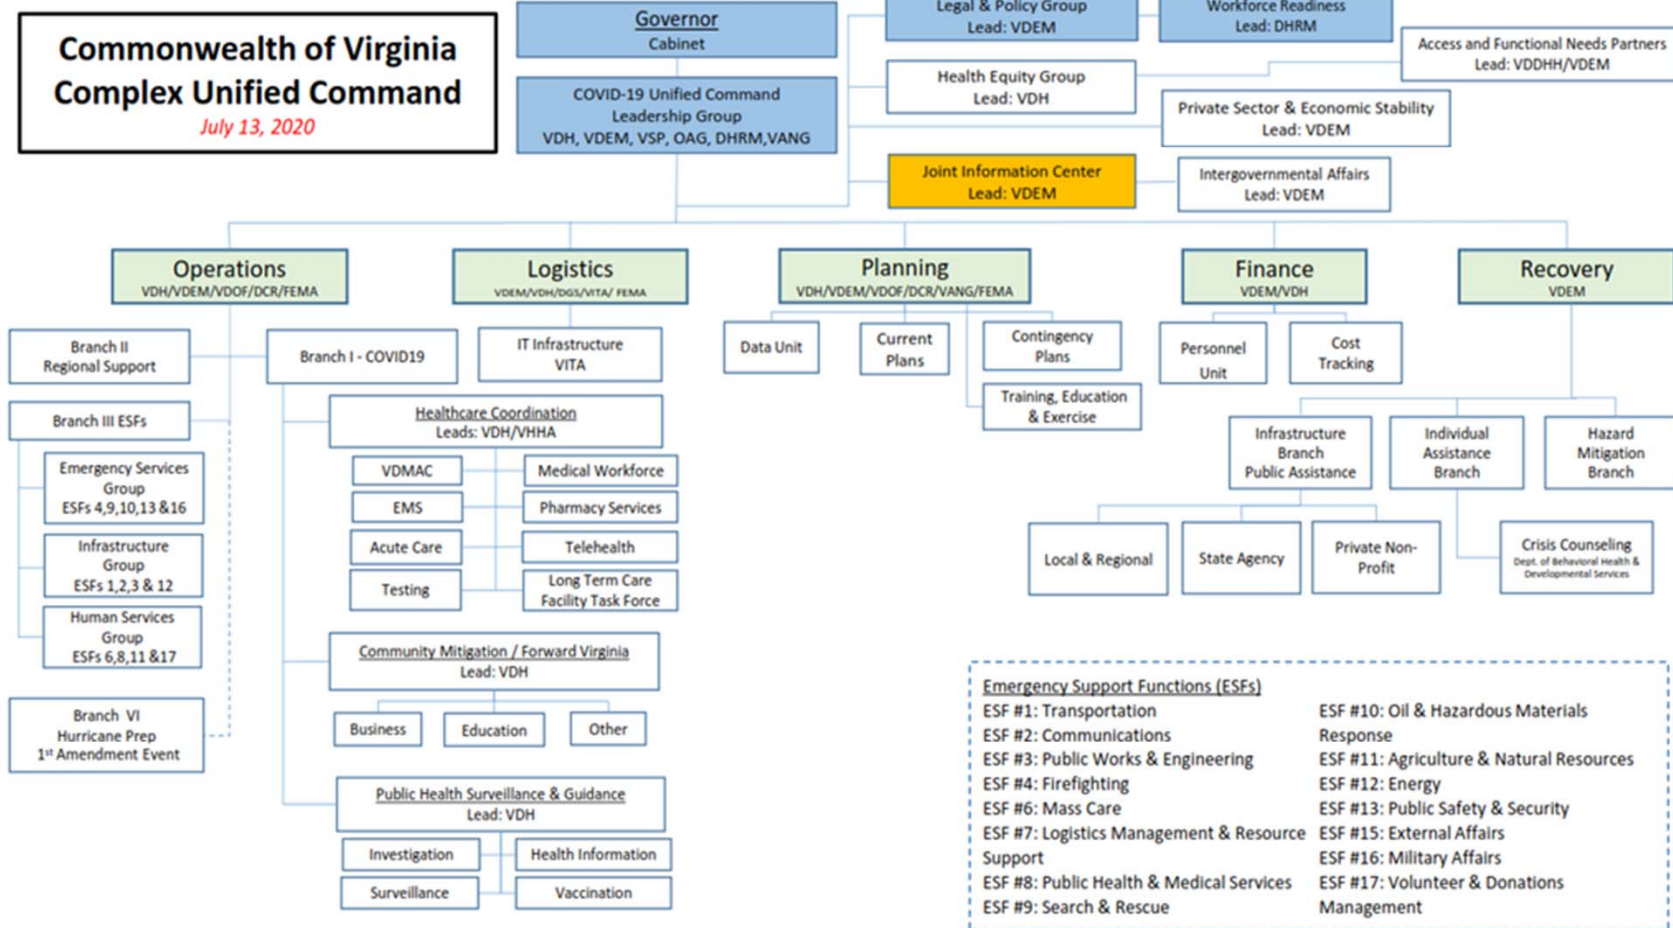 Commonwealth of Virginia
Complex Unified Command
July 13, 2020
Governor
Cabinet
COVID-19 Unified Command
Leadership Group
VDH, VDEM, VSP, OAG, DHRM,VANG
Legal & Policy Group
Lead: VDEM
Workforce Readiness
Lead: DHRM
Health Equity Group
Lead: VDH
Access and Functional Needs Partners
Lead: VDDHH/VDEM
Private Sector & Economic Stability
Lead: VDEM
Joint Information Center
Lead: VDEM
Intergovernmental Affairs
Lead: VDEM
Operations
VDH/VDEM/VDOF/DCR/FEMA
Logistics
VDEM/VDH/DGS/VITA/ FEMA
Planning
VDH/VDEM/VDOF/DCR/VANG/FEMA
Finance
VDEM/VDH
Recovery
VDEM
Branch II
Regional Support
Branch I - COVID19
Branch III ESFs
Emergency Services
Group
ESFs 4,9,10,13 &16
Infrastructure
Group
ESFs 1,2,3 & 12
Human Services
Group
ESFs 6,8,11 &17
Branch VI
Hurricane Prep
1st Amendment Event
Healthcare Coordination
Leads: VDH/VHHA
VDMAC
Medical Workforce
EMS
Pharmacy Services
Acute Care
Telehealth
Testing
Long Term Care
Facility Task Force
Community Mitigation / Forward Virginia
Lead: VDH
Business
Education
Other
Public Health Surveillance & Guidance
Lead: VDH
Investigation
Health Information
Surveillance
Vaccination
IT Infrastructure
VITA
Data Unit
Current
Plans
Contingency
Plans
Training, Education
& Exercise
Personnel
Unit
Cost
Tracking
Infrastructure
Branch
Public Assistance
Individual
Assistance
Branch
Hazard
Mitigation
Branch
Local & Regional
State Agency
Private Non-
Profit
Crisis Counseling
Dept. of Behavioral Health &
Developmental Services
Emergency Support Functions (ESFs)
ESF #1: Transportation
ESF #2: Communications
ESF #3: Public Works & Engineering
ESF #4: Firefighting
ESF #6: Mass Care
ESF #7: Logistics Management & Resource
Support
ESF #8: Public Health & Medical Services
ESF #9: Search & Rescue
ESF #10: Oil & Hazardous Materials
Response
ESF #11: Agriculture & Natural Resources
ESF #12: Energy
ESF #13: Public Safety & Security
ESF #15: External Affairs
ESF #16: Military Affairs
ESF #17: Volunteer & Donations
Management